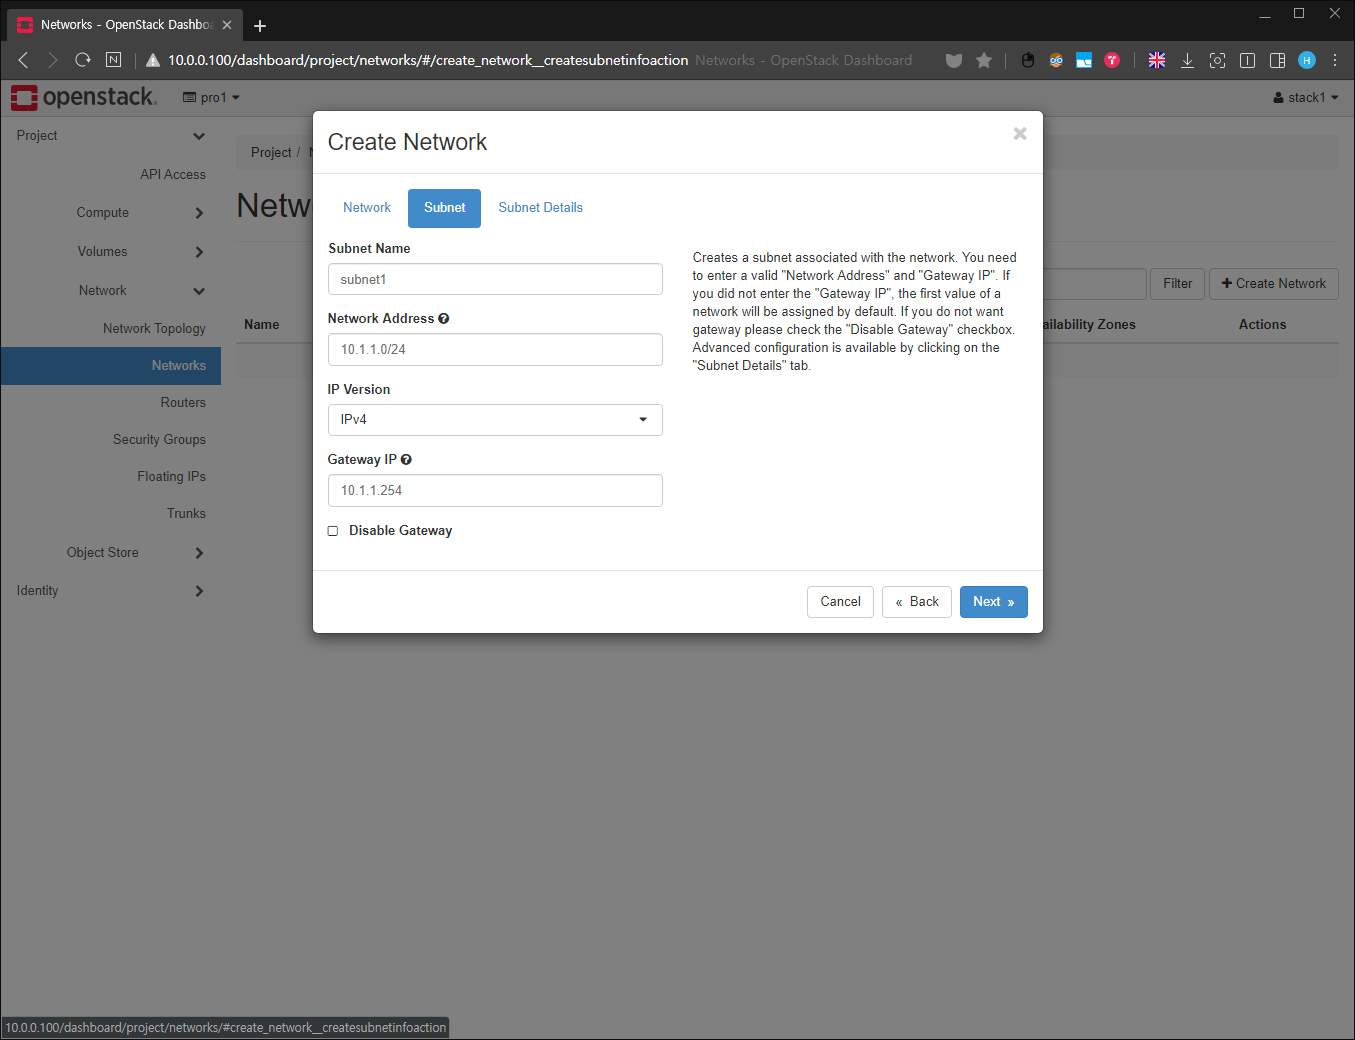 Networks - OpenStack Dashboa
10.0.0.100/dashboard/project/networks/#/create_network__createsubnetinfoaction Networks - OpenStack Dashboard
openstack.
pro1
stack1
Project
API Access
Compute
Volumes
Network
Network Topology
Networks
Routers
Security Groups
Floating IPs
Trunks
Object Store
Identity
Project / N
Netw
Filter
Create Network
Name
ailability Zones
Actions
Create Network
Network
Subnet
Subnet Details
Subnet Name
subnet1
Network Address
10.1.1.0/24
IP Version
IPv4
Gateway IP
10.1.1.254
Disable Gateway
Creates a subnet associated with the network. You need
to enter a valid "Network Address" and "Gateway IP". If
you did not enter the "Gateway IP", the first value of a
network will be assigned by default. If you do not want
gateway please check the "Disable Gateway" checkbox.
Advanced configuration is available by clicking on the
"Subnet Details" tab.
Cancel
« Back
Next »
10.0.0.100/dashboard/project/networks/#create_network__createsubnetinfoaction